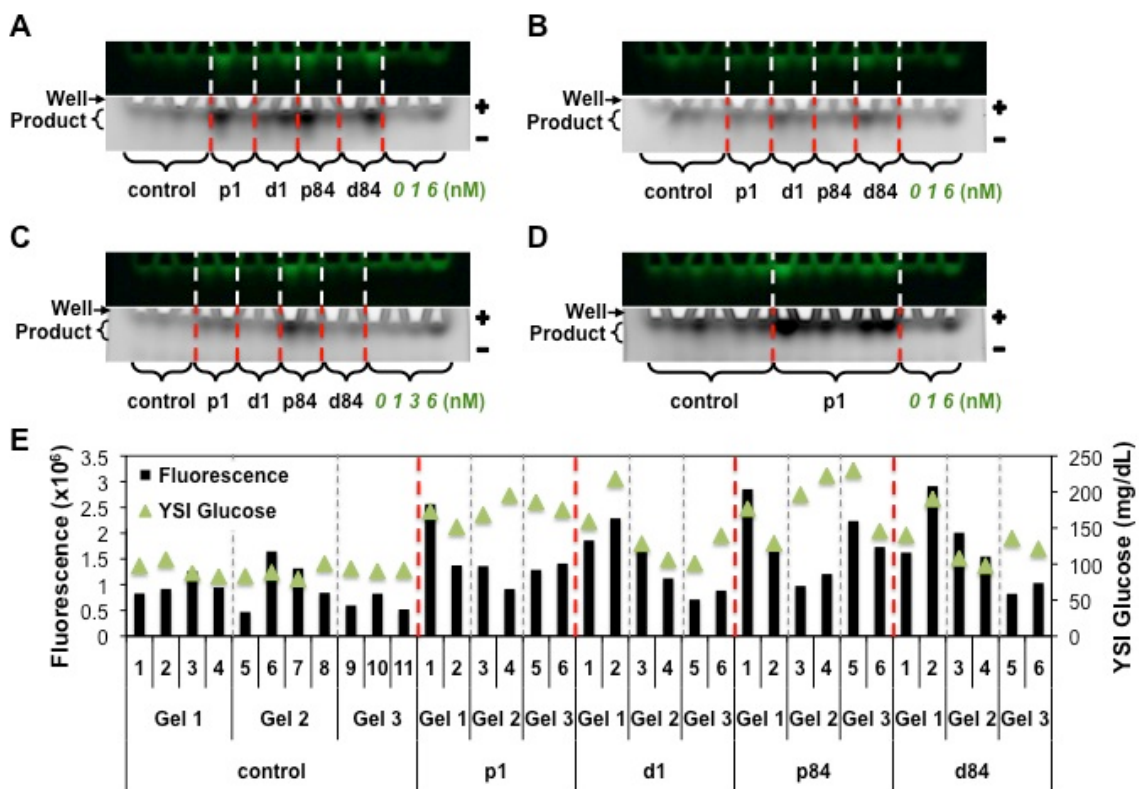 A
Well
Product
+
-
control p1 d1 p84 d84 0 1 6 (nM)
B
Well
Product
+
-
control p1 d1 p84 d84 0 1 6 (nM)
C
Well
Product
+
-
control p1 d1 p84 d84 0 1 3 6 (nM)
D
Well
Product
+
-
control p1 0 1 6 (nM)
E
Fluorescence (x10⁶)
3.5
3
2.5
2
1.5
1
0.5
0
Fluorescence
YSI Glucose
250
200
150
100
50
0
YSI Glucose (mg/dL)
1 2 3 4 5 6 7 8 9 10 11 1 2 3 4 5 6 1 2 3 4 5 6 1 2 3 4 5 6 1 2 3 4 5 6
Gel 1 Gel 2 Gel 3 Gel 1 Gel 2 Gel 3 Gel 1 Gel 2 Gel 3 Gel 1 Gel 2 Gel 3 Gel 1 Gel 2 Gel 3
control p1 d1 p84 d84